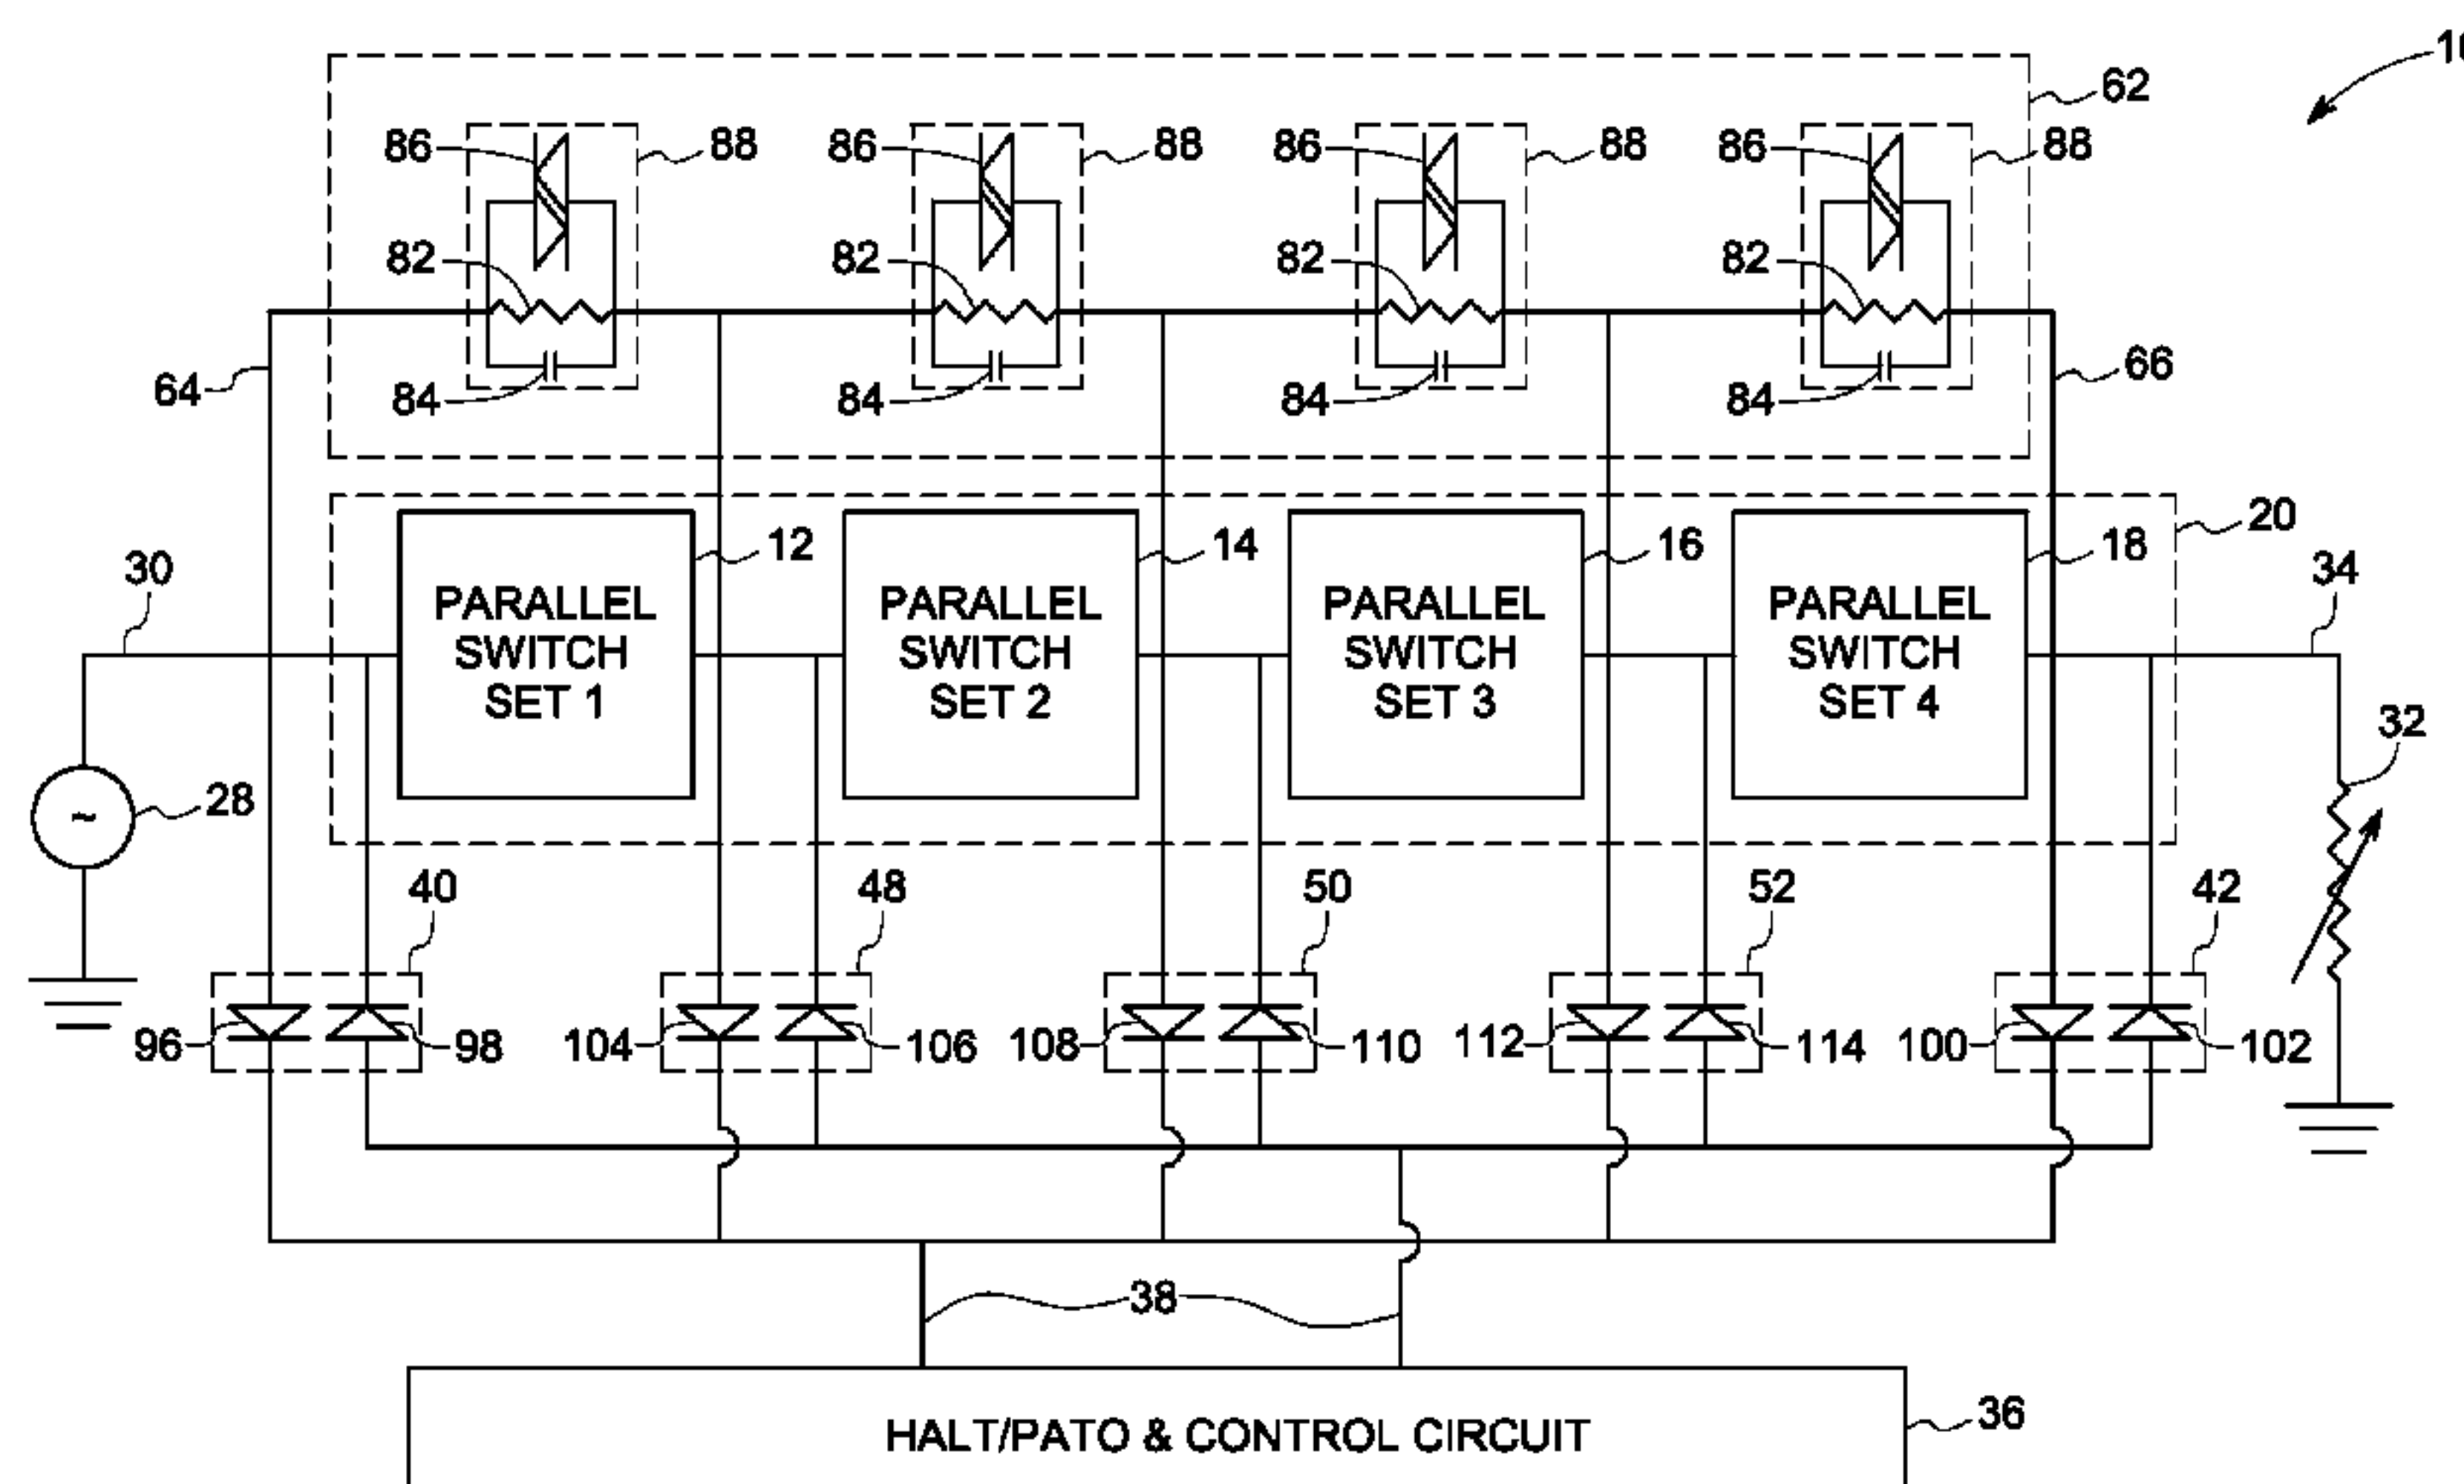 10
62
86 88 86 88 86 88 86 88
82 82 82 82
64 66
84 84 84 84
20
12 14 16 18
30 34
PARALLEL SWITCH SET 1
PARALLEL SWITCH SET 2
PARALLEL SWITCH SET 3
PARALLEL SWITCH SET 4
32
~ 28
40 48 50 52 42
96 98 104 106 108 110 112 114 100 102
38
HALT/PATO & CONTROL CIRCUIT
36